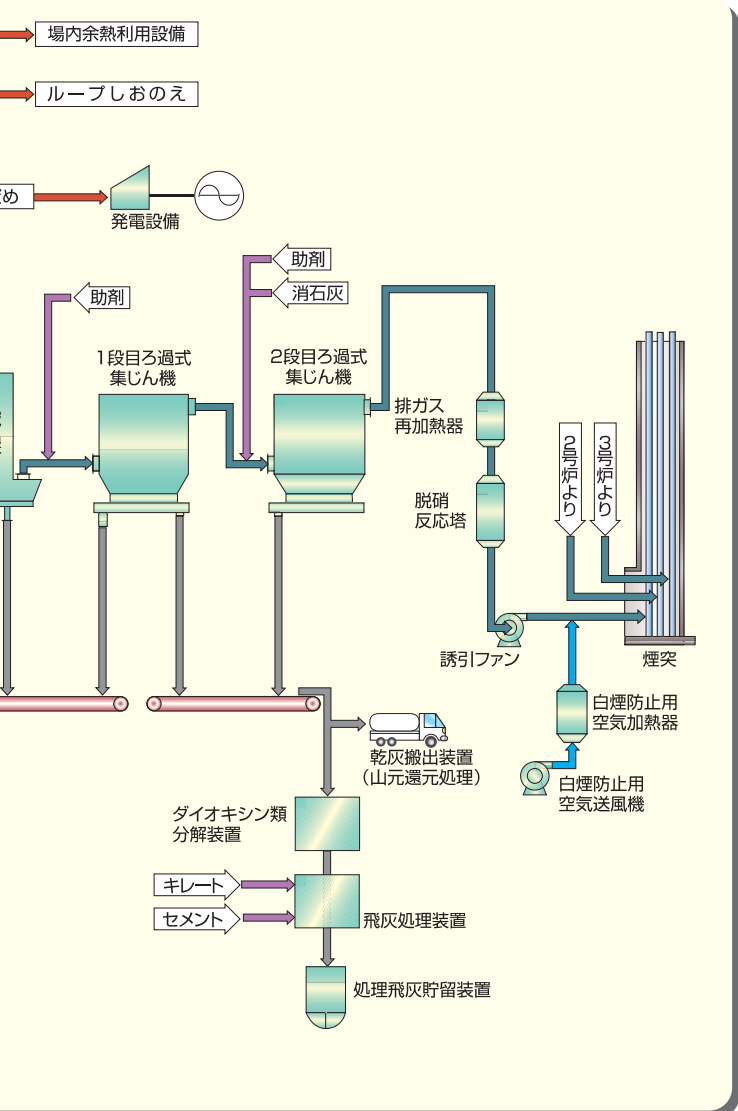 場内余熱利用設備
ループしおのえ
め
発電設備
助剤
消石灰
助剤
1段目ろ過式
集じん機
2段目ろ過式
集じん機
排ガス
再加熱器
2号炉より
3号炉より
脱硝
反応塔
誘引ファン
煙突
白煙防止用
空気加熱器
乾灰搬出装置
(山元還元処理)
白煙防止用
空気送風機
ダイオキシン類
分解装置
キレート
セメント
飛灰処理装置
処理飛灰貯留装置